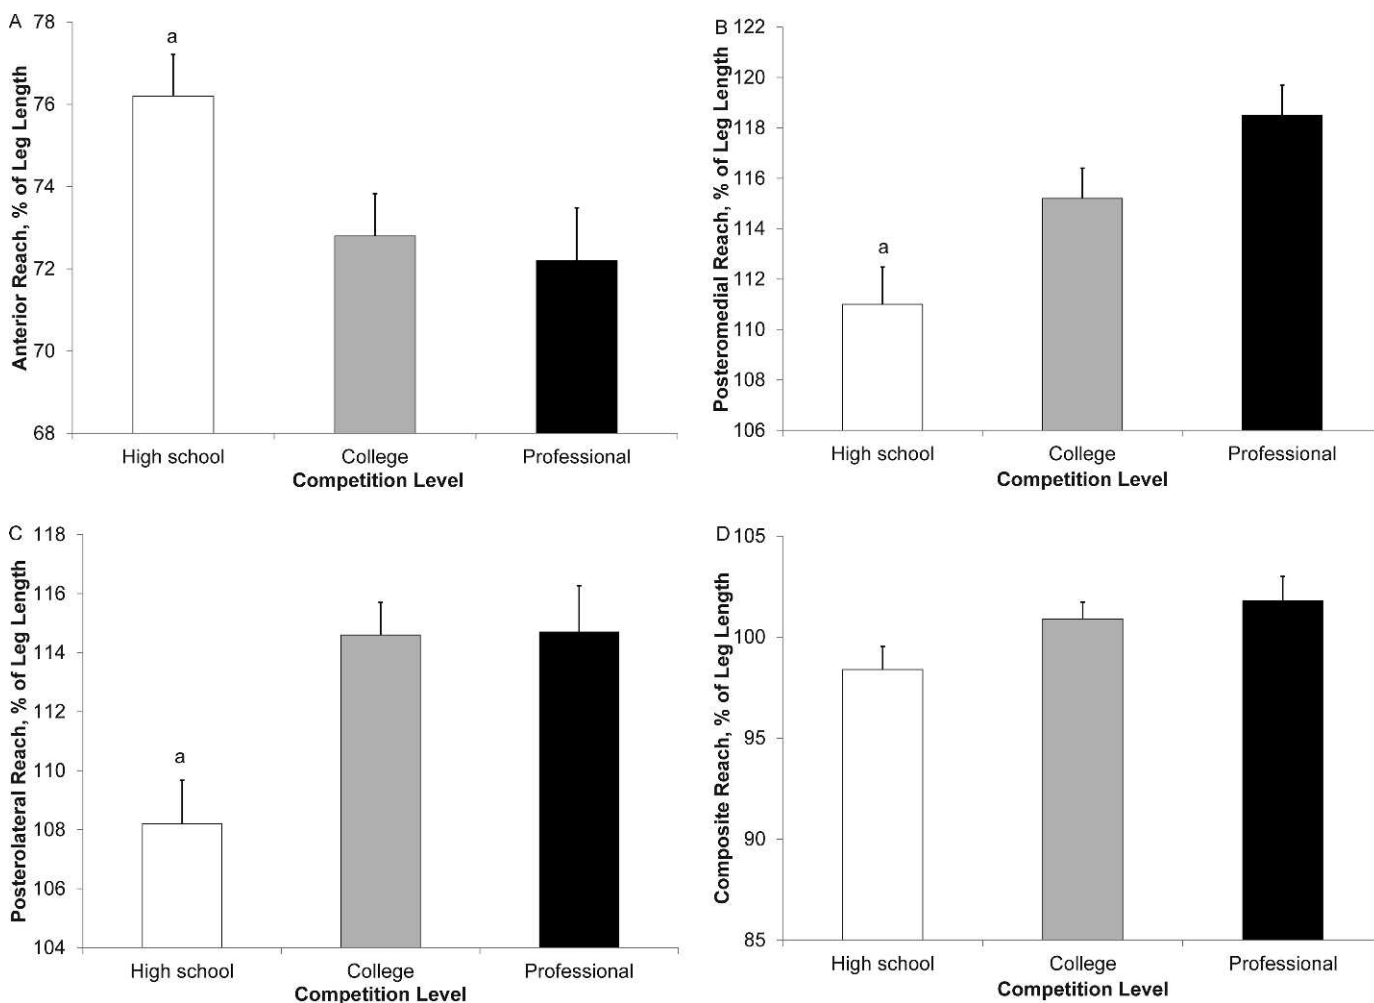 A
Anterior Reach, % of Leg Length
78
76
74
72
70
68
a
High school College Professional
Competition Level
B
Posteromedial Reach, % of Leg Length
122
120
118
116
114
112
110
108
106
a
High school College Professional
Competition Level
C
Posterolateral Reach, % of Leg Length
118
116
114
112
110
108
106
104
a
High school College Professional
Competition Level
D
Composite Reach, % of Leg Length
105
100
95
90
85
High school College Professional
Competition Level